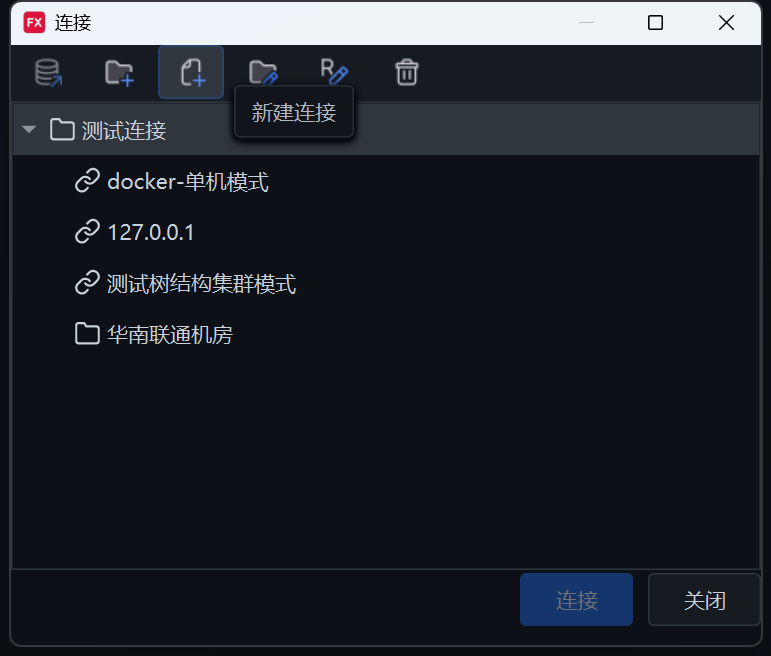 FX 连接
R
新建连接
测试连接
docker-单机模式
127.0.0.1
测试树结构集群模式
华南联通机房
连接
关闭